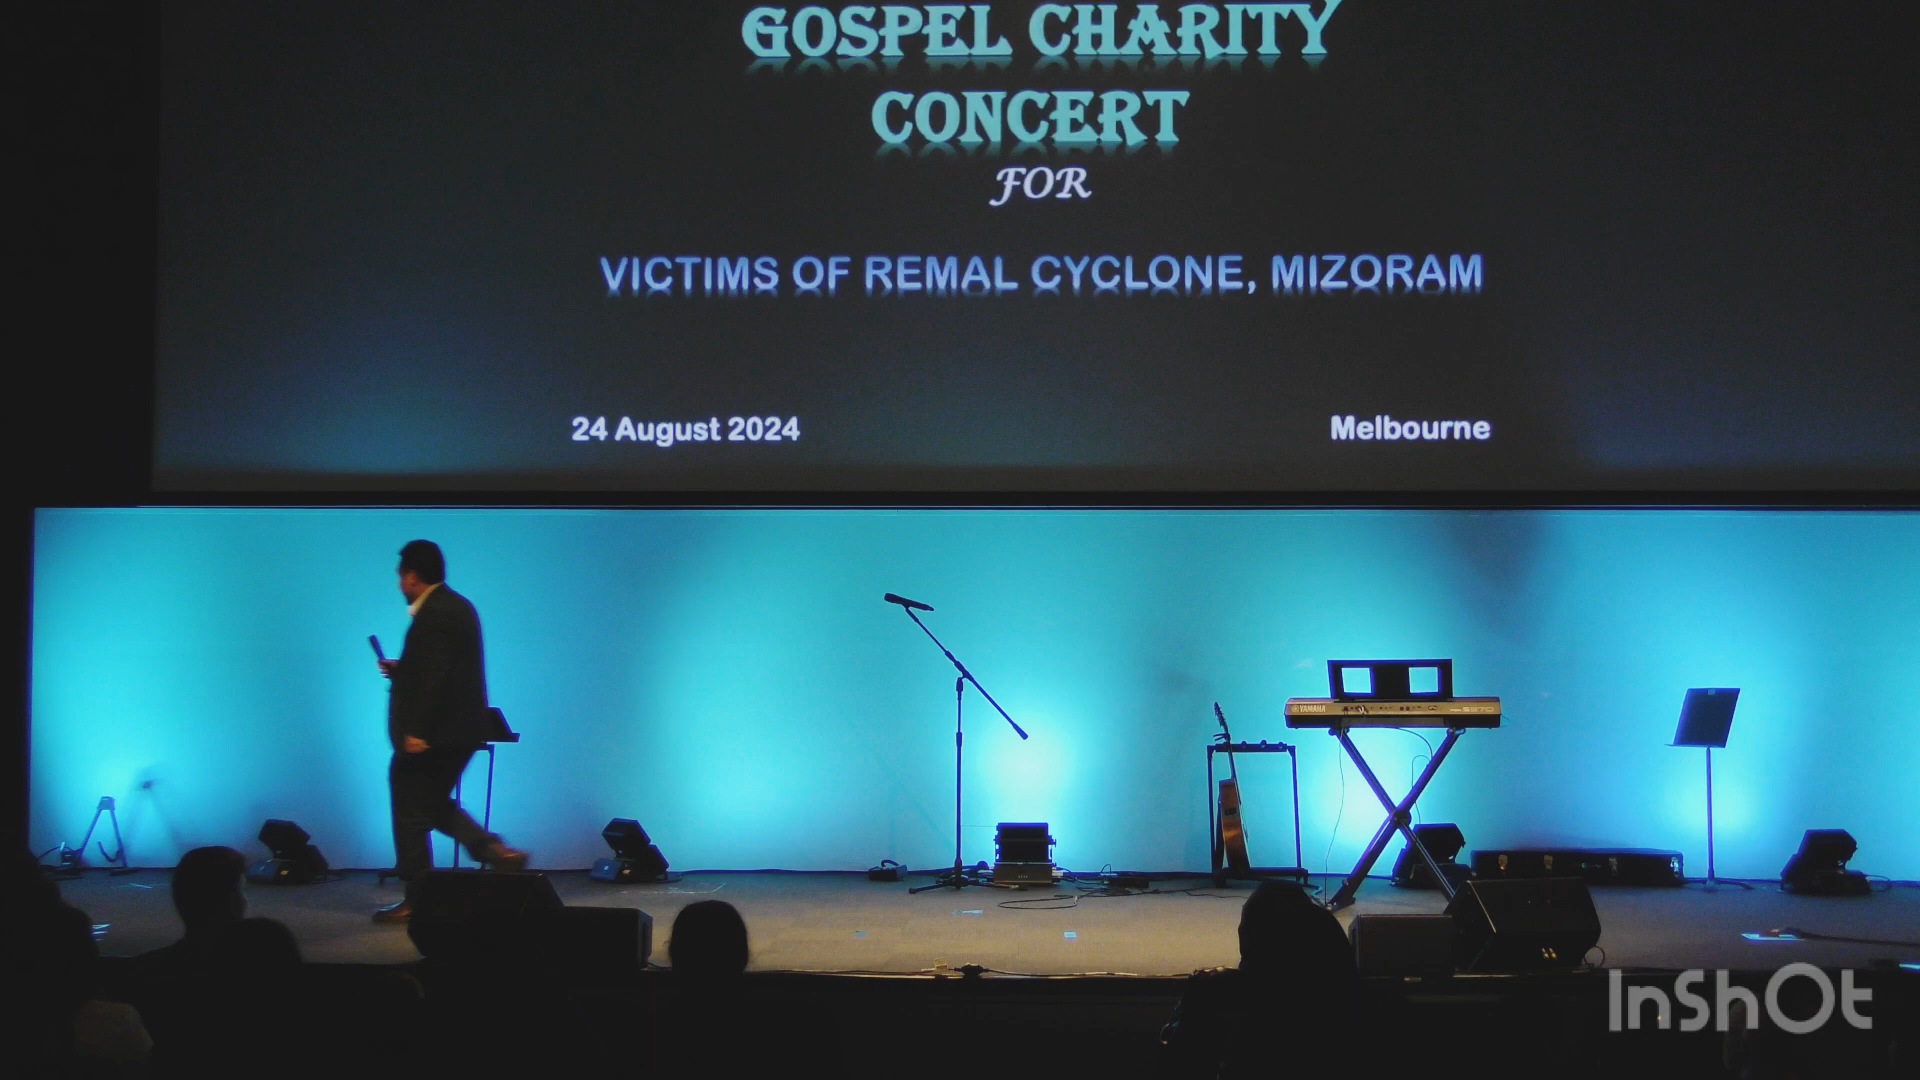 GOSPEL CHARITY
CONCERT
FOR
VICTIMS OF REMAL CYCLONE, MIZORAM
24 August 2024
Melbourne
YAMAHA
InShOt